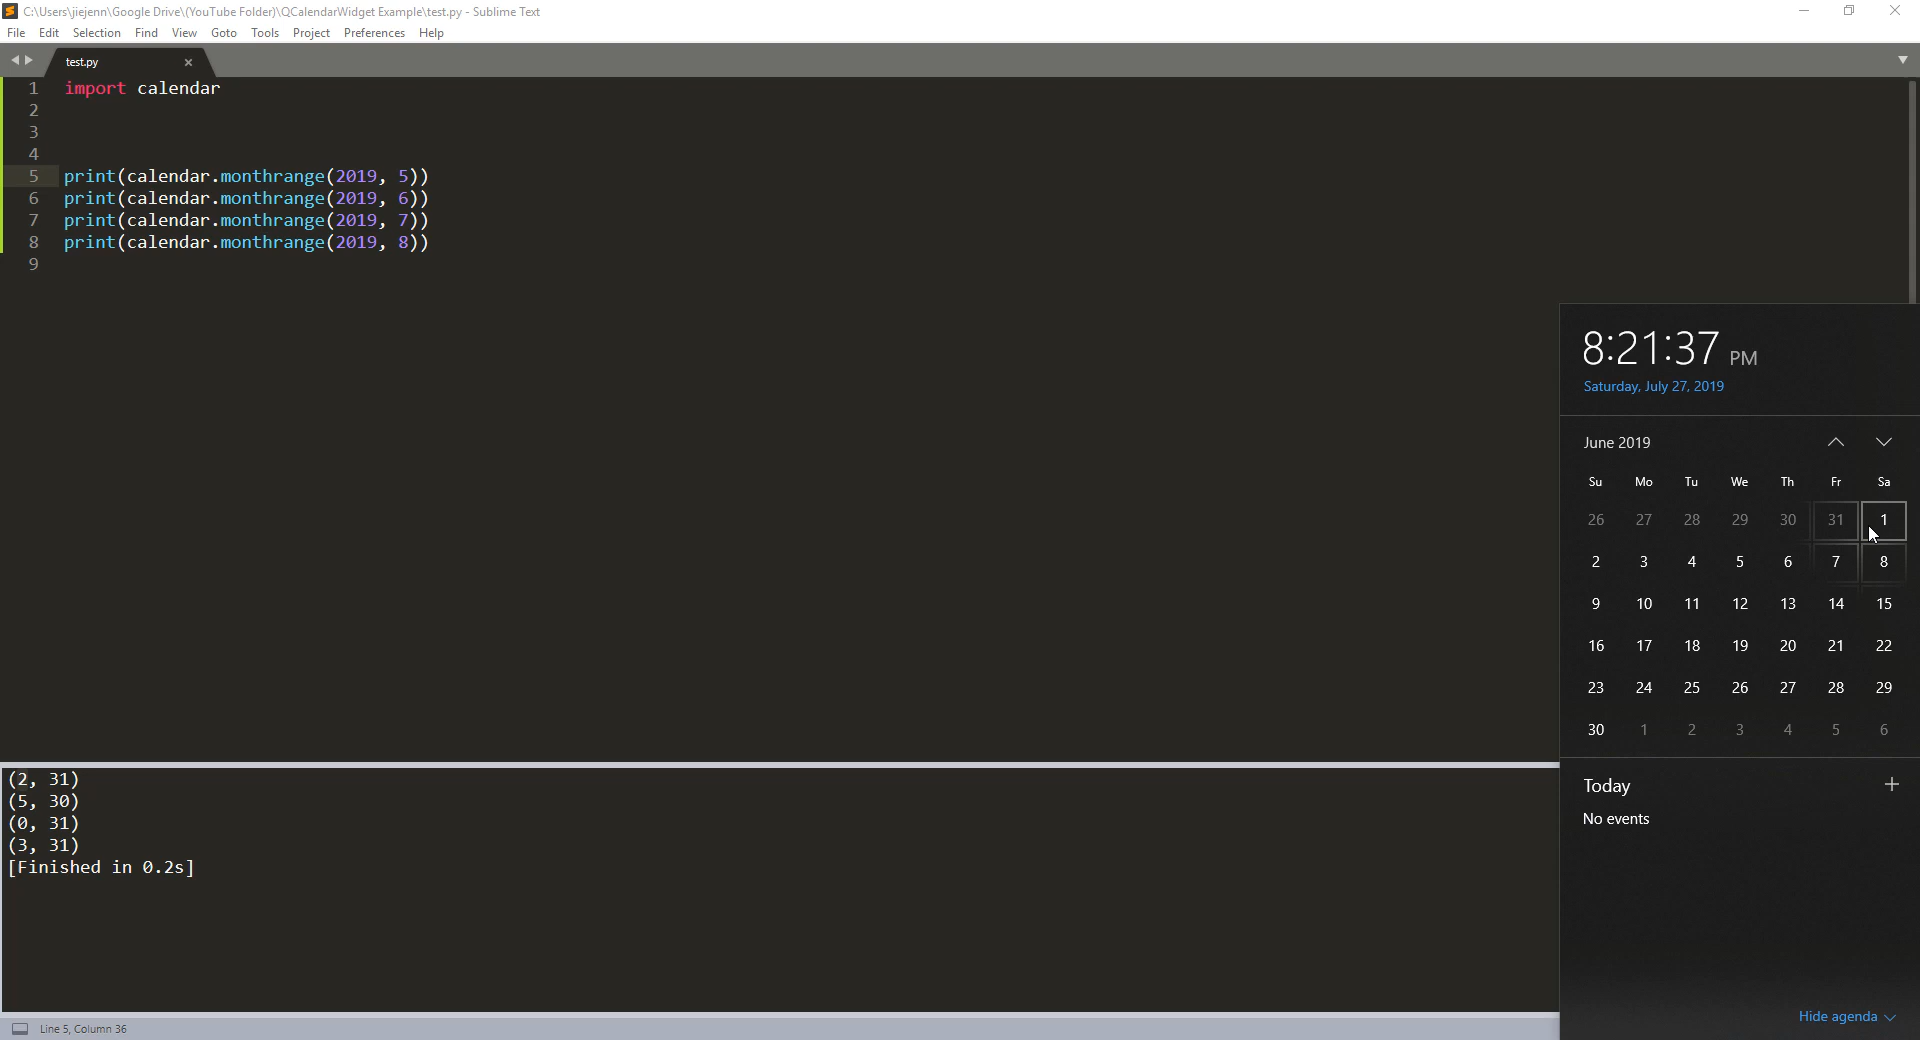 C:\Users\jiejenn\Google Drive\(YouTube Folder)\QCalendarWidget Example\test.py - Sublime Text
File Edit Selection Find View Goto Tools Project Preferences Help
test.py
1 import calendar
2
3
4
5 print(calendar.monthrange(2019, 5))
6 print(calendar.monthrange(2019, 6))
7 print(calendar.monthrange(2019, 7))
8 print(calendar.monthrange(2019, 8))
9
(2, 31)
(5, 30)
(0, 31)
(3, 31)
[Finished in 0.2s]
Line 5, Column 36
8:21:37 PM
Saturday, July 27, 2019
June 2019
Su Mo Tu We Th Fr Sa
26 27 28 29 30 31 1
2 3 4 5 6 7 8
9 10 11 12 13 14 15
16 17 18 19 20 21 22
23 24 25 26 27 28 29
30 1 2 3 4 5 6
Today
No events
Hide agenda